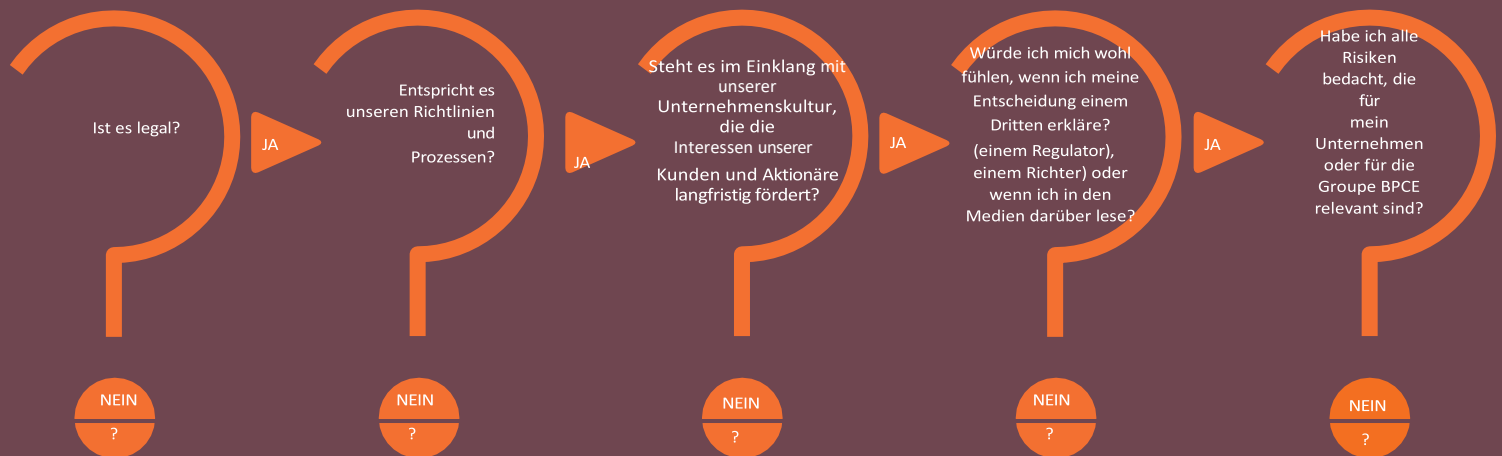 Ist es legal?
JA
Entspricht es
unseren Richtlinien
und
Prozessen?
JA
Steht es im Einklang mit
unserer
Unternehmenskultur,
die die
Interessen unserer
Kunden und Aktionäre
langfristig fördert?
JA
Würde ich mich wohl
fühlen, wenn ich meine
Entscheidung einem
Dritten erkläre?
(einem Regulator),
einem Richter) oder
wenn ich in den
Medien darüber lese?
JA
Habe ich alle
Risiken
bedacht, die
für
mein
Unternehmen
oder für die
Groupe BPCE
relevant sind?
NEIN
?
NEIN
?
NEIN
?
NEIN
?
NEIN
?